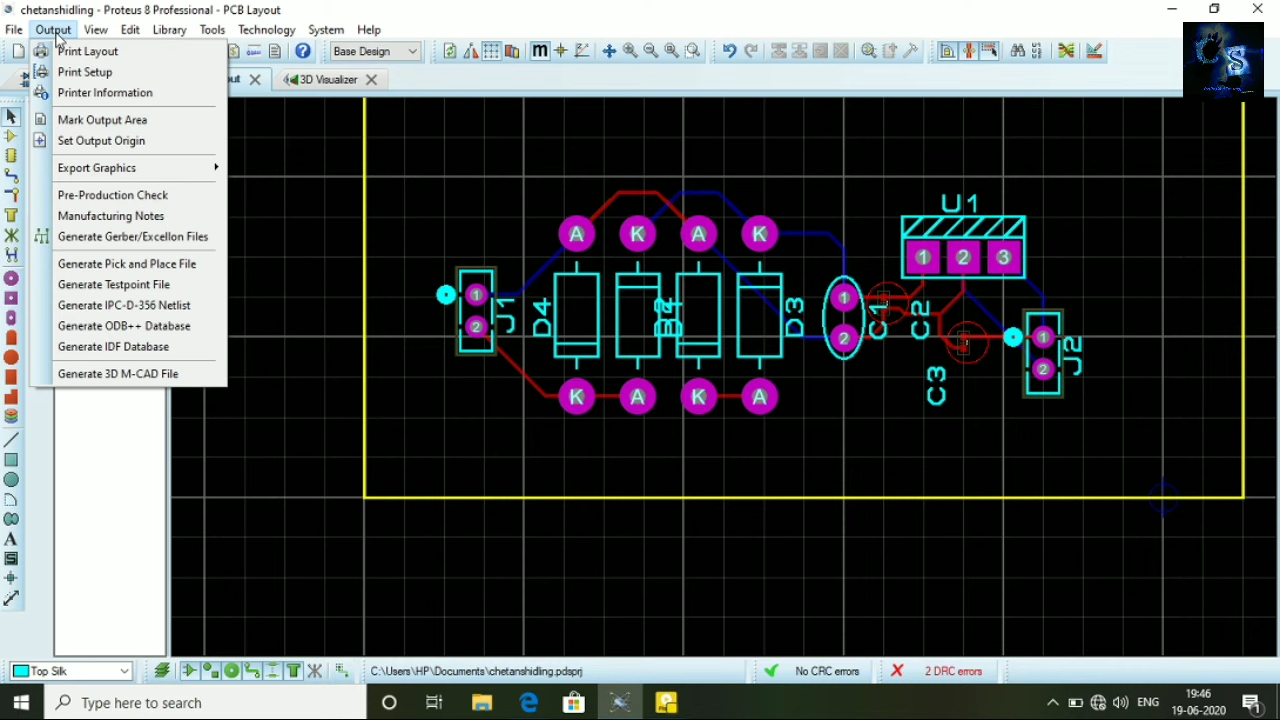 chetanshidling - Proteus 8 Professional - PCB Layout
File Output View Edit Library Tools Technology System Help
Base Design
3D Visualizer
Print Layout
Print Setup
Printer Information
Mark Output Area
Set Output Origin
Export Graphics
Pre-Production Check
Manufacturing Notes
Generate Gerber/Excellon Files
Generate Pick and Place File
Generate Testpoint File
Generate IPC-D-356 Netlist
Generate ODB++ Database
Generate IDF Database
Generate 3D M-CAD File
U1
A K A K
1 2 3
1
2
J1
D4
D3
1
2
C1
C2
C3
1
2
J2
K A K A
Top Silk
C:\Users\HP\Documents\chetanshidling.pdsprj
No CRC errors
2 DRC errors
Type here to search
ENG
19:46
19-06-2020